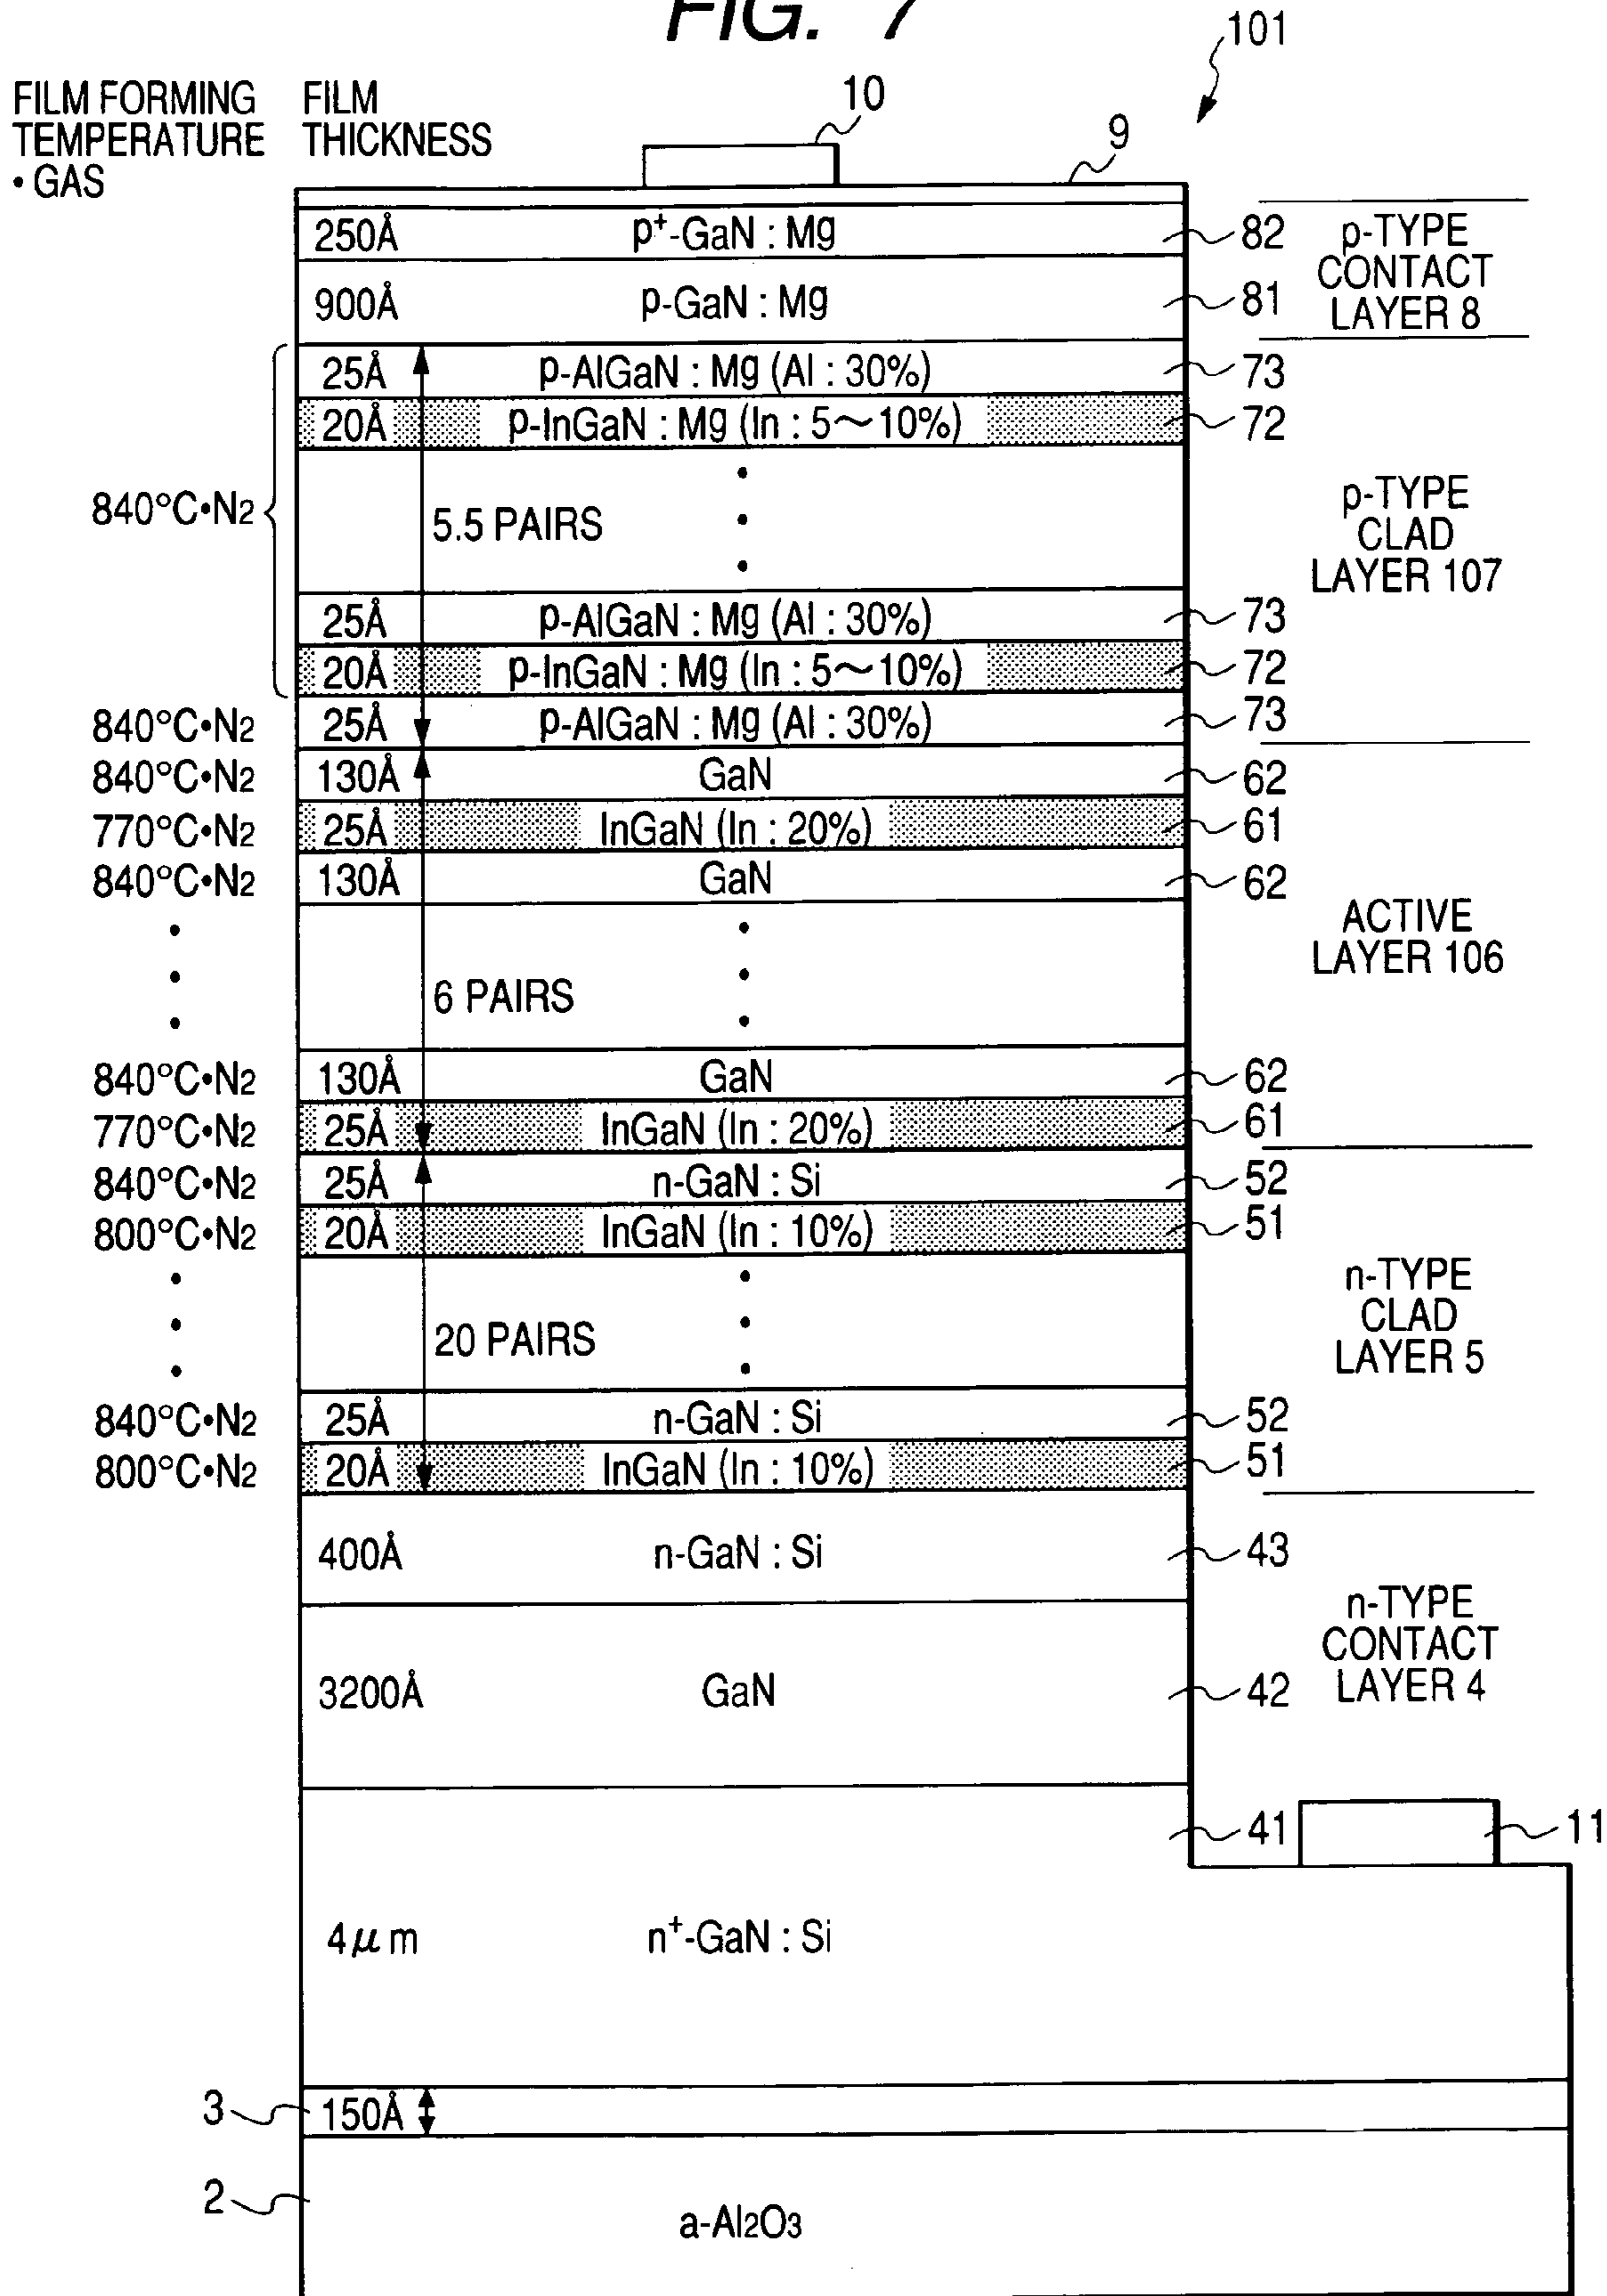 FIG. 7
101
FILM FORMING
TEMPERATURE
• GAS
FILM
THICKNESS
10
9
250Å p⁺-GaN : Mg 82
900Å p-GaN : Mg 81
p-TYPE
CONTACT
LAYER 8
25Å p-AlGaN : Mg (Al : 30%) 73
20Å p-InGaN : Mg (In : 5～10%) 72
840°C•N2
5.5 PAIRS
p-TYPE
CLAD
LAYER 107
25Å p-AlGaN : Mg (Al : 30%) 73
20Å p-InGaN : Mg (In : 5～10%) 72
840°C•N2 25Å p-AlGaN : Mg (Al : 30%) 73
840°C•N2 130Å GaN 62
770°C•N2 25Å InGaN (In : 20%) 61
840°C•N2 130Å GaN 62
6 PAIRS
ACTIVE
LAYER 106
840°C•N2 130Å GaN 62
770°C•N2 25Å InGaN (In : 20%) 61
840°C•N2 25Å n-GaN : Si 52
800°C•N2 20Å InGaN (In : 10%) 51
20 PAIRS
n-TYPE
CLAD
LAYER 5
840°C•N2 25Å n-GaN : Si 52
800°C•N2 20Å InGaN (In : 10%) 51
400Å n-GaN : Si 43
3200Å GaN 42
n-TYPE
CONTACT
LAYER 4
41
11
4μm n⁺-GaN : Si
3 150Å
2 a-Al2O3